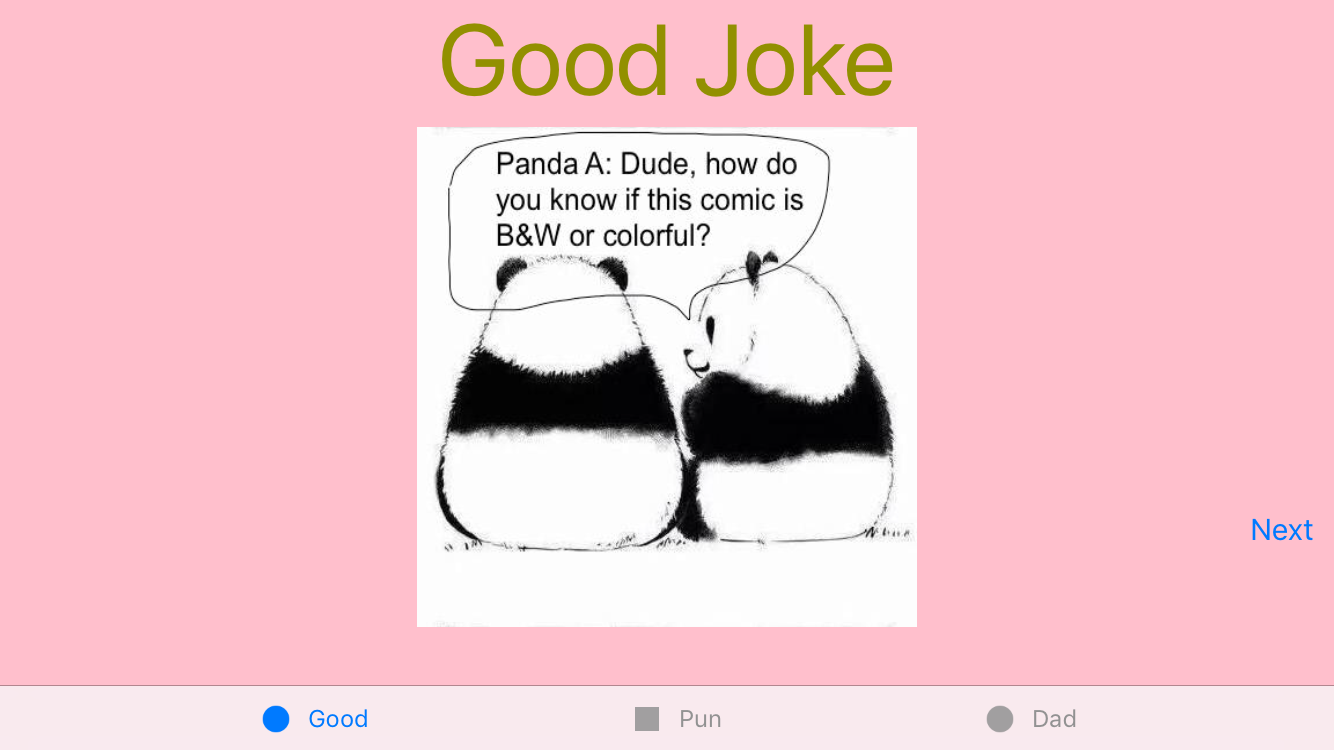 Good Joke
Panda A: Dude, how do
you know if this comic is
B&W or colorful?
Next
Good
Pun
Dad